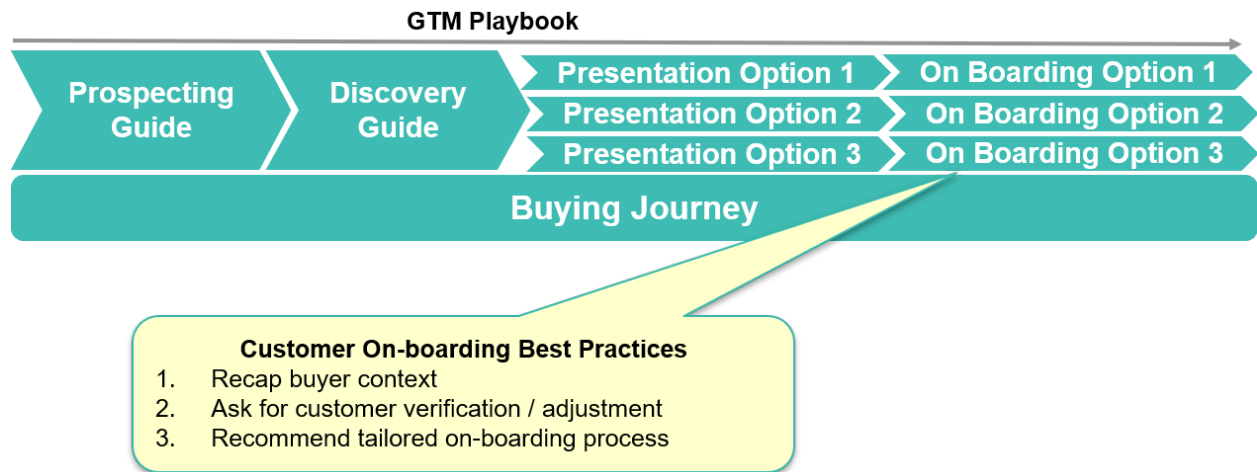 GTM Playbook
Prospecting
Guide
Discovery
Guide
Presentation Option 1
On Boarding Option 1
Presentation Option 2
On Boarding Option 2
Presentation Option 3
On Boarding Option 3
Buying Journey
Customer On-boarding Best Practices
1. Recap buyer context
2. Ask for customer verification / adjustment
3. Recommend tailored on-boarding process